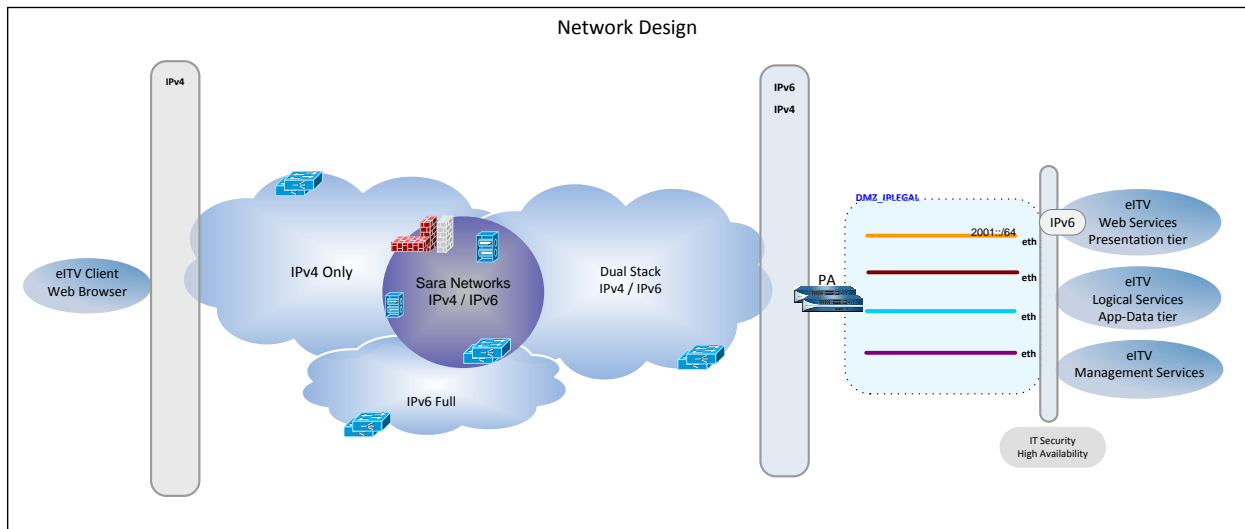 Network Design
IPv4
IPv6
IPv4
DMZ_IPLEGAL
eITV
Web Services
Presentation tier
IPv6
2001::/64
eth
IPv4 Only
Sara Networks
IPv4 / IPv6
Dual Stack
IPv4 / IPv6
eITV Client
Web Browser
PA
eth
eITV
Logical Services
App-Data tier
eth
eth
eITV
Management Services
IPv6 Full
IT Security
High Availability